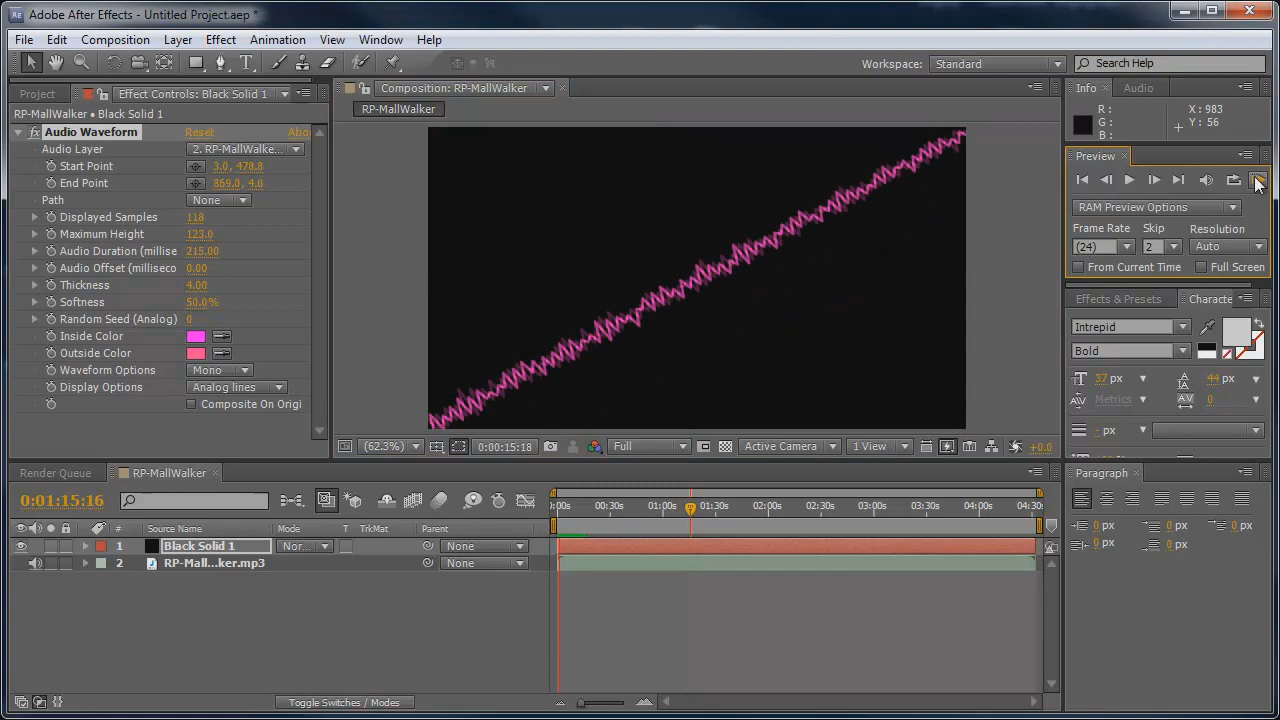 Adobe After Effects - Untitled Project.aep *
File Edit Composition Layer Effect Animation View Window Help
Workspace: Standard Search Help
Project Effect Controls: Black Solid 1
RP-MallWalker • Black Solid 1
fx Audio Waveform Reset Abo
Audio Layer 2. RP-MallWalke...
Start Point 3.0, 478.8
End Point 869.0, 4.0
Path None
Displayed Samples 118
Maximum Height 123.0
Audio Duration (millise 215.00
Audio Offset (milliseco 0.00
Thickness 4.00
Softness 50.0%
Random Seed (Analog) 0
Inside Color
Outside Color
Waveform Options Mono
Display Options Analog lines
Composite On Origi
Composition: RP-MallWalker
RP-MallWalker
(62.3%) 0:00:15:18 Full Active Camera 1 View +0.0
Info Audio
R: X: 983
G: Y: 56
B:
Preview
RAM Preview Options
Frame Rate Skip Resolution
(24) 2 Auto
From Current Time Full Screen
Effects & Presets Characte
Intrepid
Bold
37 px 44 px
Metrics 0
- px
Paragraph
0 px 0 px 0 px
0 px 0 px
Render Queue RP-MallWalker
0:01:15:16
:00s 00:30s 01:00s 01:30s 02:00s 02:30s 03:00s 03:30s 04:00s 04:30s
# Source Name Mode T TrkMat Parent
1 Black Solid 1 Nor... None
2 RP-Mall...ker.mp3 None
Toggle Switches / Modes